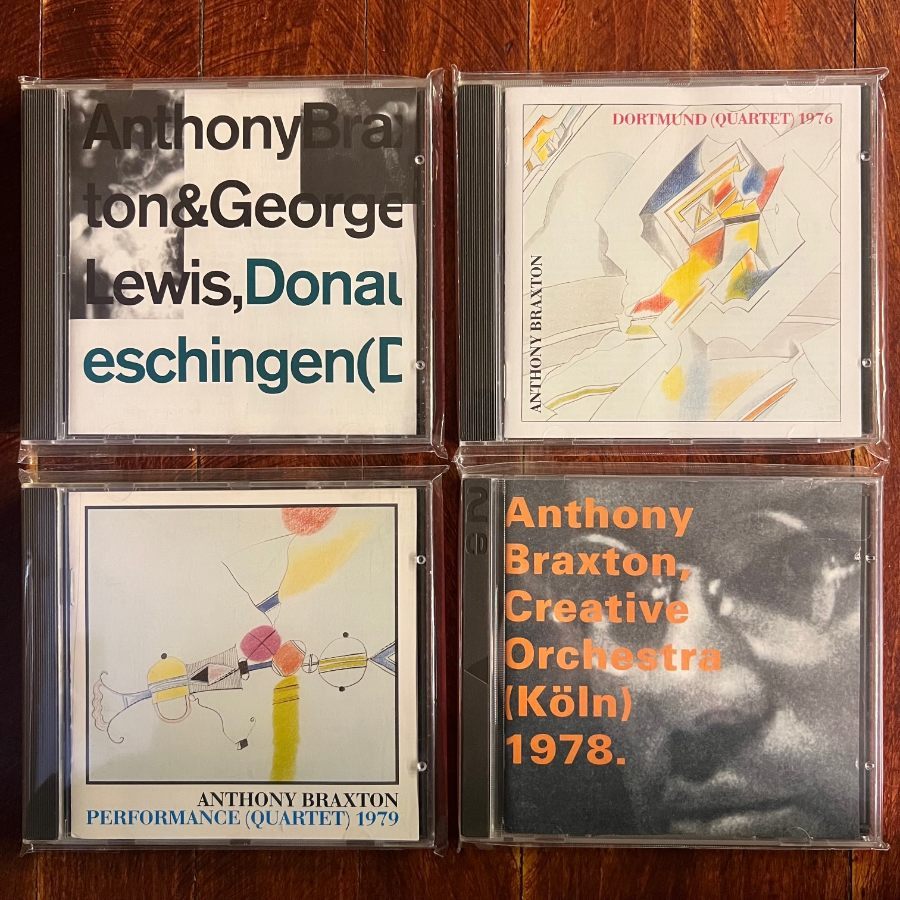 AnthonyBrax
ton&George
Lewis,Donau
eschingen(D
DORTMUND (QUARTET) 1976
ANTHONY BRAXTON
ANTHONY BRAXTON
PERFORMANCE (QUARTET) 1979
2
Anthony
Braxton,
Creative
Orchestra
(Köln)
1978.